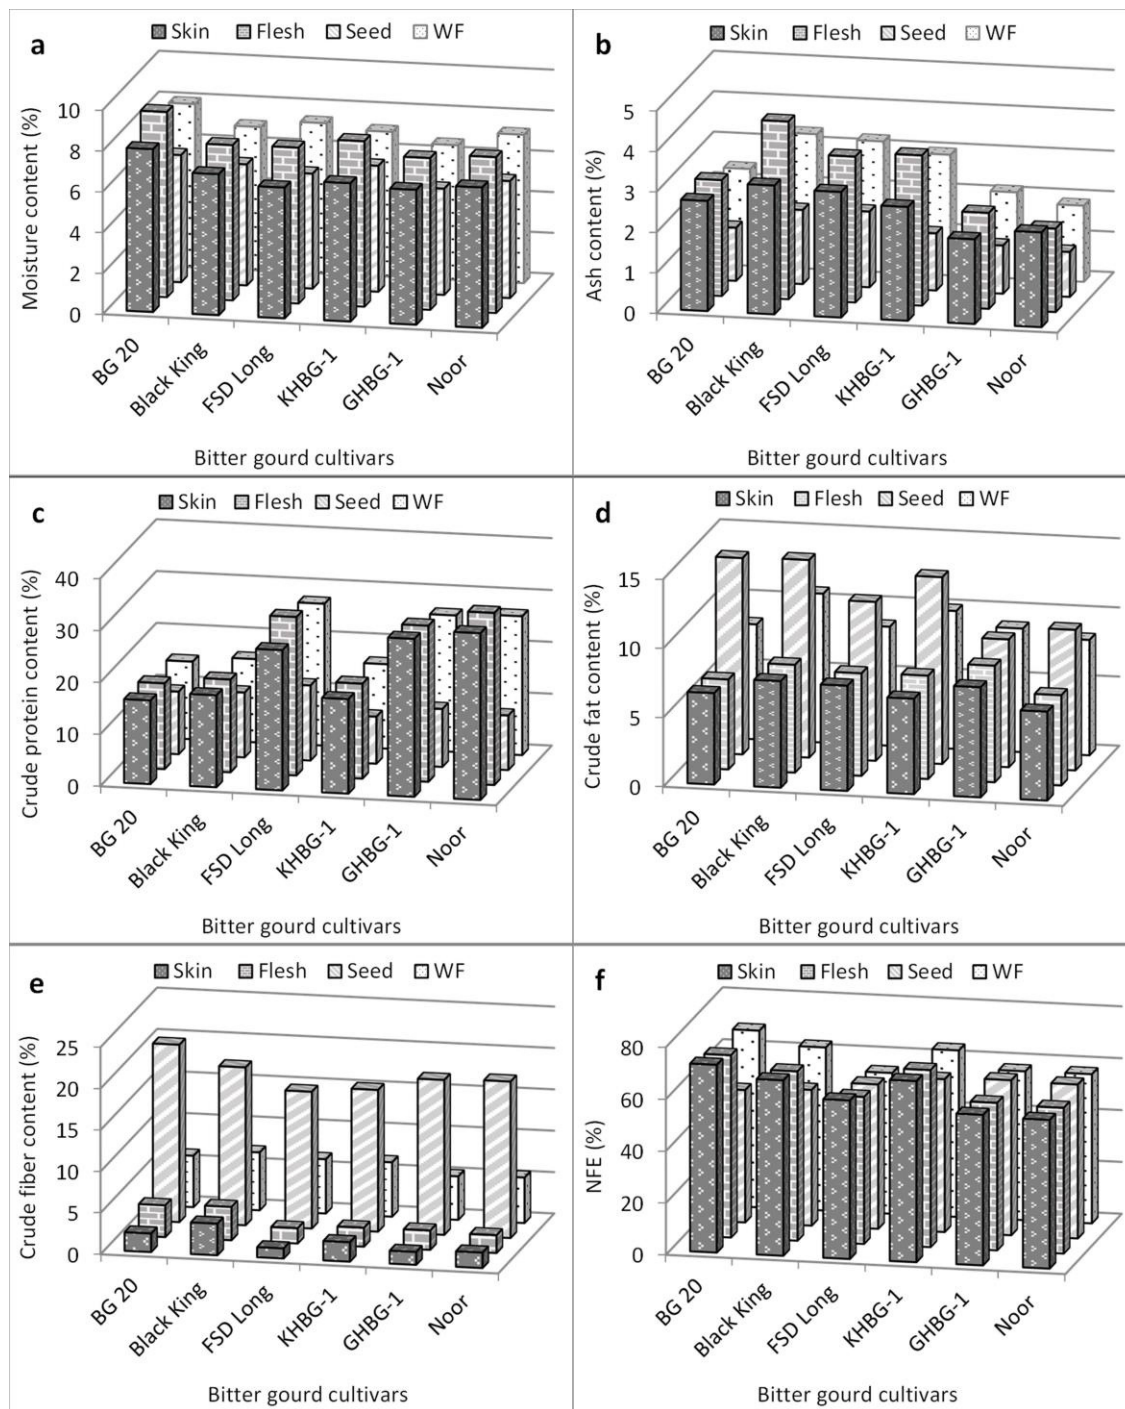 a
Skin Flesh Seed WF
Moisture content (%)
10
8
6
4
2
0
BG 20
Black King
FSD Long
KHBG-1
GHBG-1
Noor
Bitter gourd cultivars
b
Skin Flesh Seed WF
Ash content (%)
5
4
3
2
1
0
BG 20
Black King
FSD Long
KHBG-1
GHBG-1
Noor
Bitter gourd cultivars
c
Skin Flesh Seed WF
Crude protein content (%)
40
30
20
10
0
BG 20
Black King
FSD Long
KHBG-1
GHBG-1
Noor
Bitter gourd cultivars
d
Skin Flesh Seed WF
Crude fat content (%)
15
10
5
0
BG 20
Black King
FSD Long
KHBG-1
GHBG-1
Noor
Bitter gourd cultivars
e
Skin Flesh Seed WF
Crude fiber content (%)
25
20
15
10
5
0
BG 20
Black King
FSD Long
KHBG-1
GHBG-1
Noor
Bitter gourd cultivars
f
Skin Flesh Seed WF
NFE (%)
80
60
40
20
0
BG 20
Black King
FSD Long
KHBG-1
GHBG-1
Noor
Bitter gourd cultivars